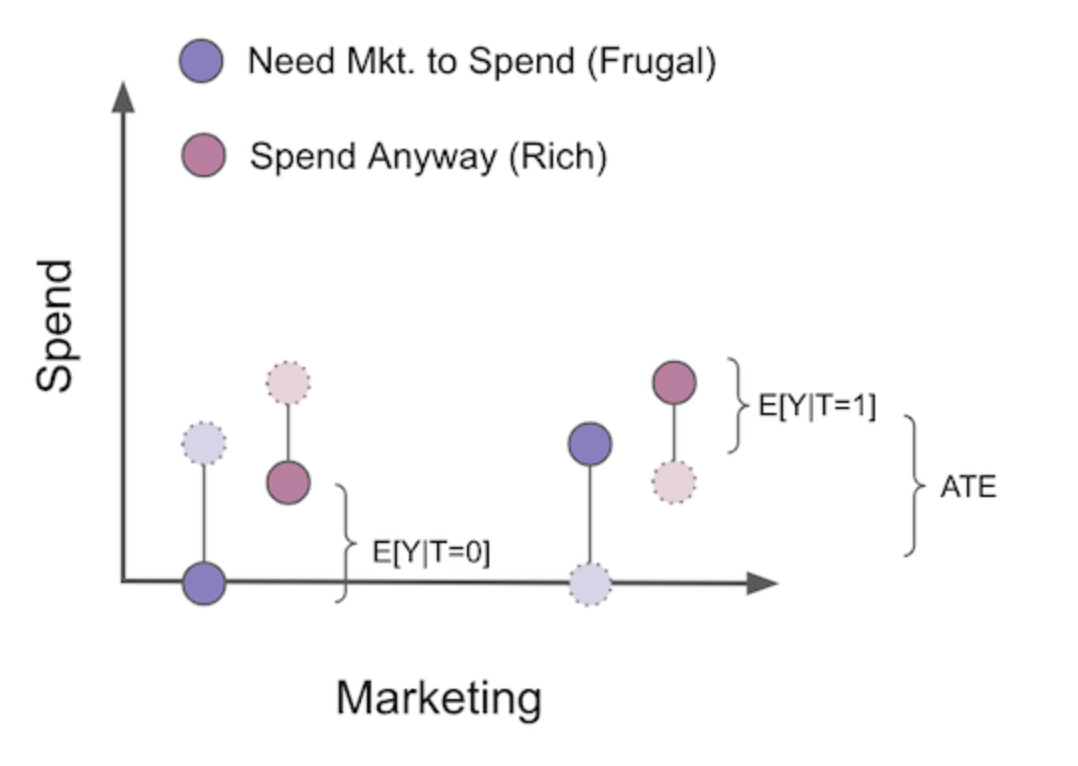 Need Mkt. to Spend (Frugal)
Spend Anyway (Rich)
Spend
E[Y|T=1]
ATE
E[Y|T=0]
Marketing